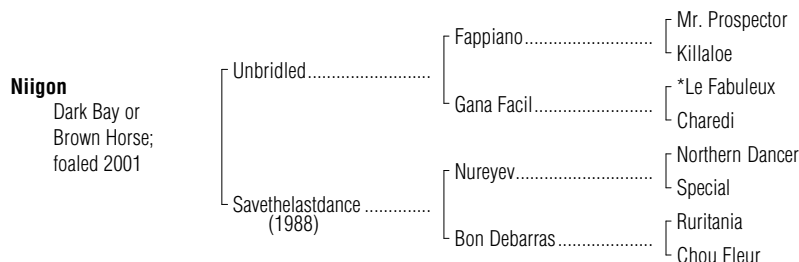 Niigon
Dark Bay or
Brown Horse;
foaled 2001
Unbridled
Savethelastdance
(1988)
Fappiano
Gana Facil
Nureyev
Bon Debarras
Mr. Prospector
Killaloe
*Le Fabuleux
Charedi
Northern Dancer
Special
Ruritania
Chou Fleur